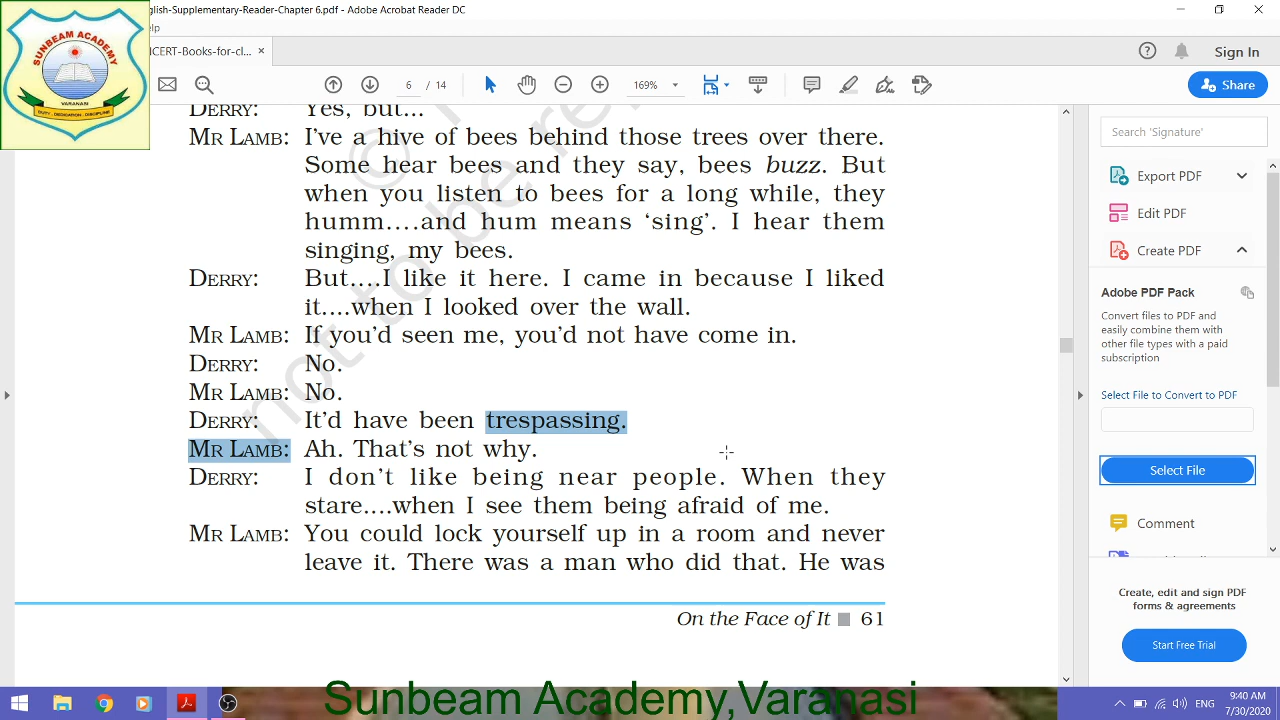 nglish-Supplementary-Reader-Chapter 6.pdf - Adobe Acrobat Reader DC
elp
SUNBEAM ACADEMY
VARANASI
DUTY . DEDICATION . DISCIPLINE
ICERT-Books-for-cl... ×
Sign In
6 / 14
169%
Share
DERRY: Yes, but...
MR LAMB: I've a hive of bees behind those trees over there.
Some hear bees and they say, bees buzz. But
when you listen to bees for a long while, they
humm....and hum means ‘sing’. I hear them
singing, my bees.
DERRY: But....I like it here. I came in because I liked
it....when I looked over the wall.
MR LAMB: If you'd seen me, you'd not have come in.
DERRY: No.
MR LAMB: No.
DERRY: It'd have been trespassing.
MR LAMB: Ah. That's not why.
DERRY: I don't like being near people. When they
stare....when I see them being afraid of me.
MR LAMB: You could lock yourself up in a room and never
leave it. There was a man who did that. He was
© not to be re
On the Face of It 61
Search 'Signature'
Export PDF
Edit PDF
Create PDF
Adobe PDF Pack
Convert files to PDF and
easily combine them with
other file types with a paid
subscription
Select File to Convert to PDF
Select File
Comment
Create, edit and sign PDF
forms & agreements
Start Free Trial
Sunbeam Academy,Varanasi
ENG
9:40 AM
7/30/2020